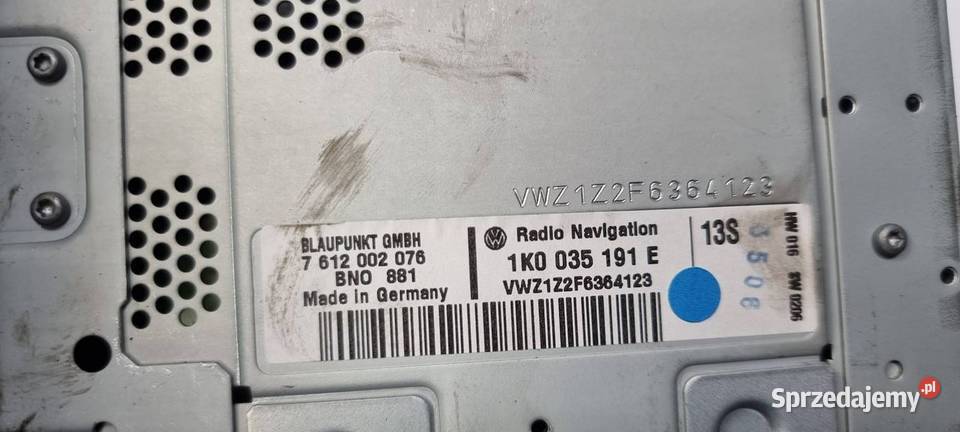 VWZ1Z2F6364123
BLAUPUNKT GMBH
7 612 002 076
BNO 881
Made in Germany
Radio Navigation
1K0 035 191 E
VWZ1Z2F6364123
13S
3506
HW 016 SW 0206
Sprzedajemy.pl